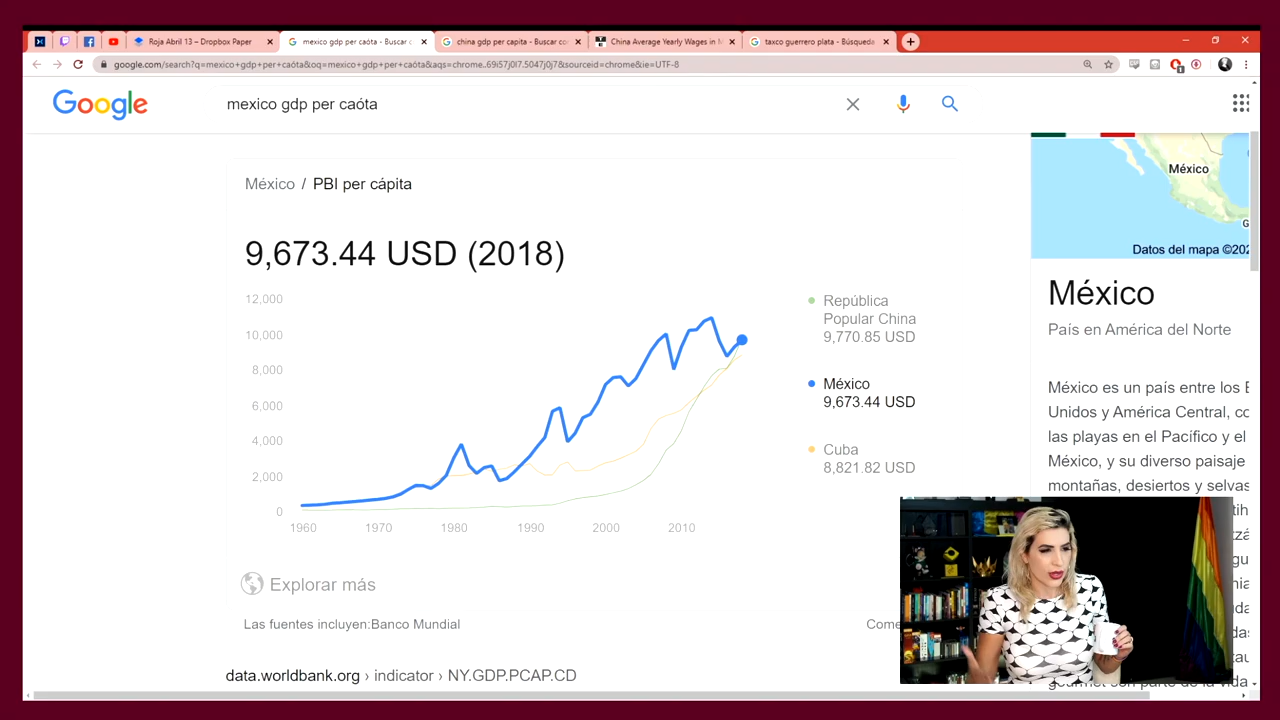 Roja Abril 13 – Dropbox Paper
mexico gdp per caóta - Buscar c
china gdp per capita - Buscar co
China Average Yearly Wages in M
taxco guerrero plata - Búsqueda
google.com/search?q=mexico+gdp+per+caóta&oq=mexico+gdp+per+caóta&aqs=chrome..69i57j0l7.5047j0j7&sourceid=chrome&ie=UTF-8
Google
mexico gdp per caóta
México / PBI per cápita
9,673.44 USD (2018)
12,000
10,000
8,000
6,000
4,000
2,000
0
1960
1970
1980
1990
2000
2010
República
Popular China
9,770.85 USD
México
9,673.44 USD
Cuba
8,821.82 USD
Explorar más
Las fuentes incluyen:Banco Mundial
Come
data.worldbank.org › indicator › NY.GDP.PCAP.CD
México
G
Datos del mapa ©202
México
País en América del Norte
México es un país entre los E
Unidos y América Central, co
las playas en el Pacífico y el
México, y su diverso paisaje
montañas, desiertos y selvas